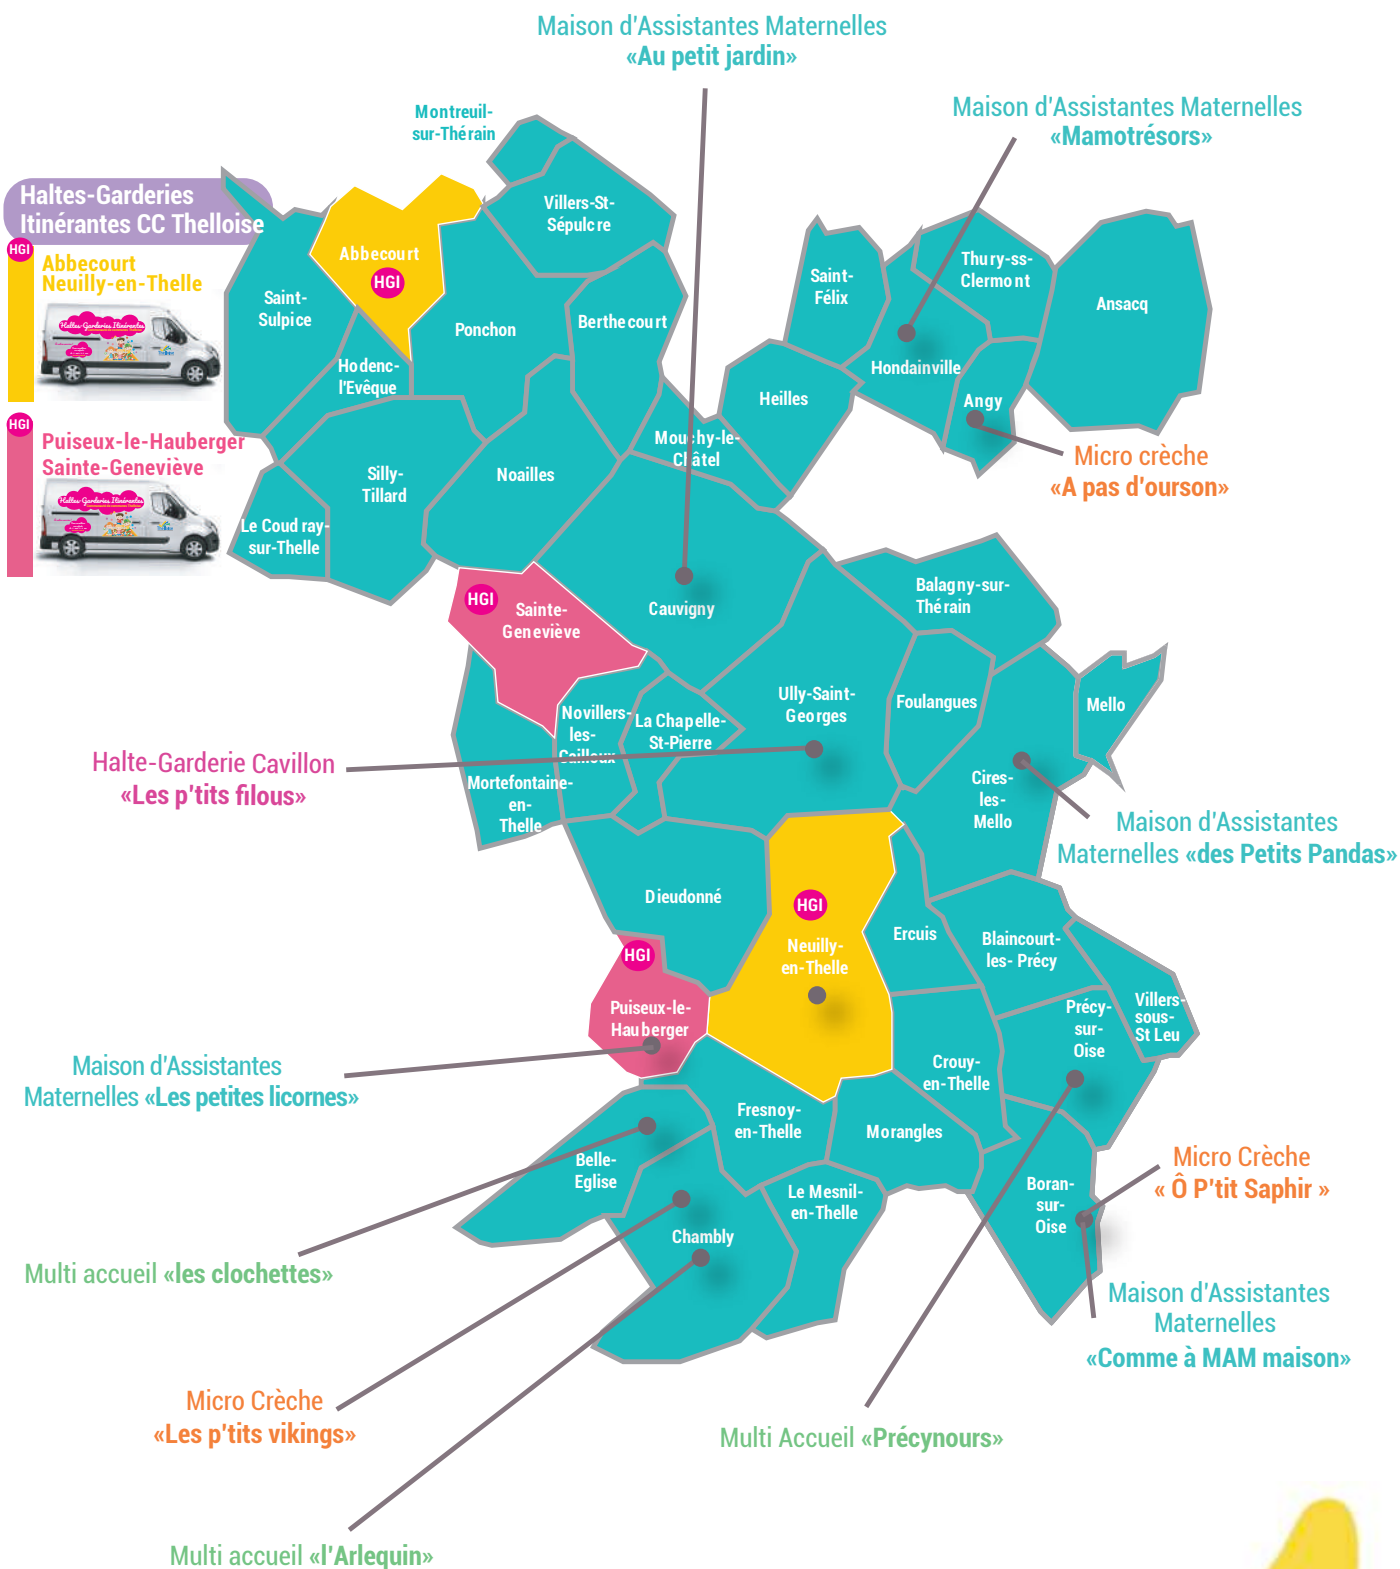 Maison d'Assistantes Maternelles
«Au petit jardin»
Maison d'Assistantes Maternelles
«Mamotrésors»
Montreuil-
sur-Thérain
Haltes-Garderies
Itinérantes CC Thelloise
HGI
Abbecourt
Neuilly-en-Thelle
Haltes-Garderies Itinérantes
HGI
Puiseux-le-Hauberger
Sainte-Geneviève
Haltes-Garderies Itinérantes
Villers-St-
Sépulcre
Abbecourt
HGI
Saint-
Sulpice
Ponchon
Berthecourt
Hodenc-
l'Evêque
Saint-
Félix
Thury-ss-
Clermont
Ansacq
Hondainville
Heilles
Angy
Micro crèche
«A pas d'ourson»
Mouchy-le-
Châtel
Silly-
Tillard
Noailles
Le Coudray-
sur-Thelle
HGI
Sainte-
Geneviève
Cauvigny
Balagny-sur-
Thérain
Ully-Saint-
Georges
Foulangues
Mello
Novillers-
les-
Cailloux
La Chapelle-
St-Pierre
Halte-Garderie Cavillon
«Les p'tits filous»
Mortefontaine-
en-
Thelle
Cires-
les-
Mello
Maison d'Assistantes
Maternelles «des Petits Pandas»
Dieudonné
HGI
Neuilly-
en-Thelle
Ercuis
Blaincourt-
les- Précy
HGI
Puiseux-le-
Hauberger
Précy-
sur-
Oise
Villers-
sous-
St Leu
Maison d'Assistantes
Maternelles «Les petites licornes»
Crouy-
en-Thelle
Fresnoy-
en-Thelle
Morangles
Belle-
Eglise
Le Mesnil-
en-Thelle
Boran-
sur-
Oise
Micro Crèche
« Ô P'tit Saphir »
Chambly
Multi accueil «les clochettes»
Maison d'Assistantes
Maternelles
«Comme à MAM maison»
Micro Crèche
«Les p'tits vikings»
Multi Accueil «Précynours»
Multi accueil «l'Arlequin»